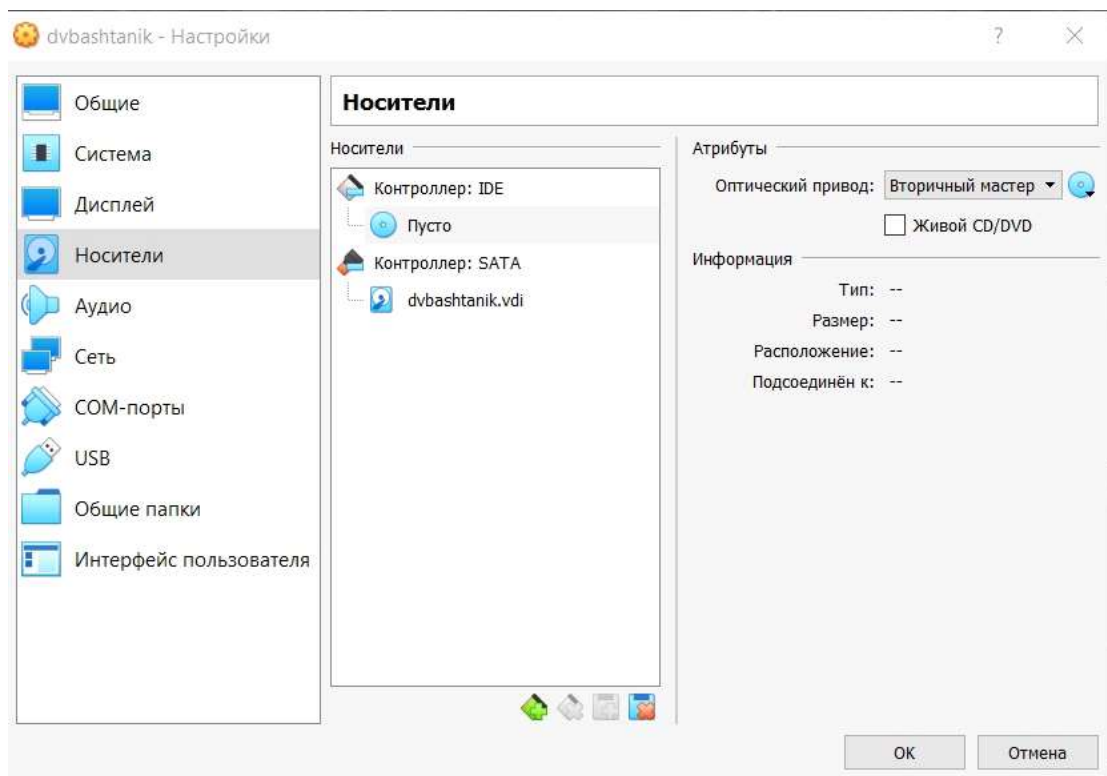 dvbashtanik - Настройки
?
Общие
Система
Дисплей
Носители
Аудио
Сеть
COM-порты
USB
Общие папки
Интерфейс пользователя
Носители
Носители
Контроллер: IDE
Пусто
Контроллер: SATA
dvbashtanik.vdi
Атрибуты
Оптический привод: Вторичный мастер
Живой CD/DVD
Информация
Тип: --
Размер: --
Расположение: --
Подсоединён к: --
OK
Отмена